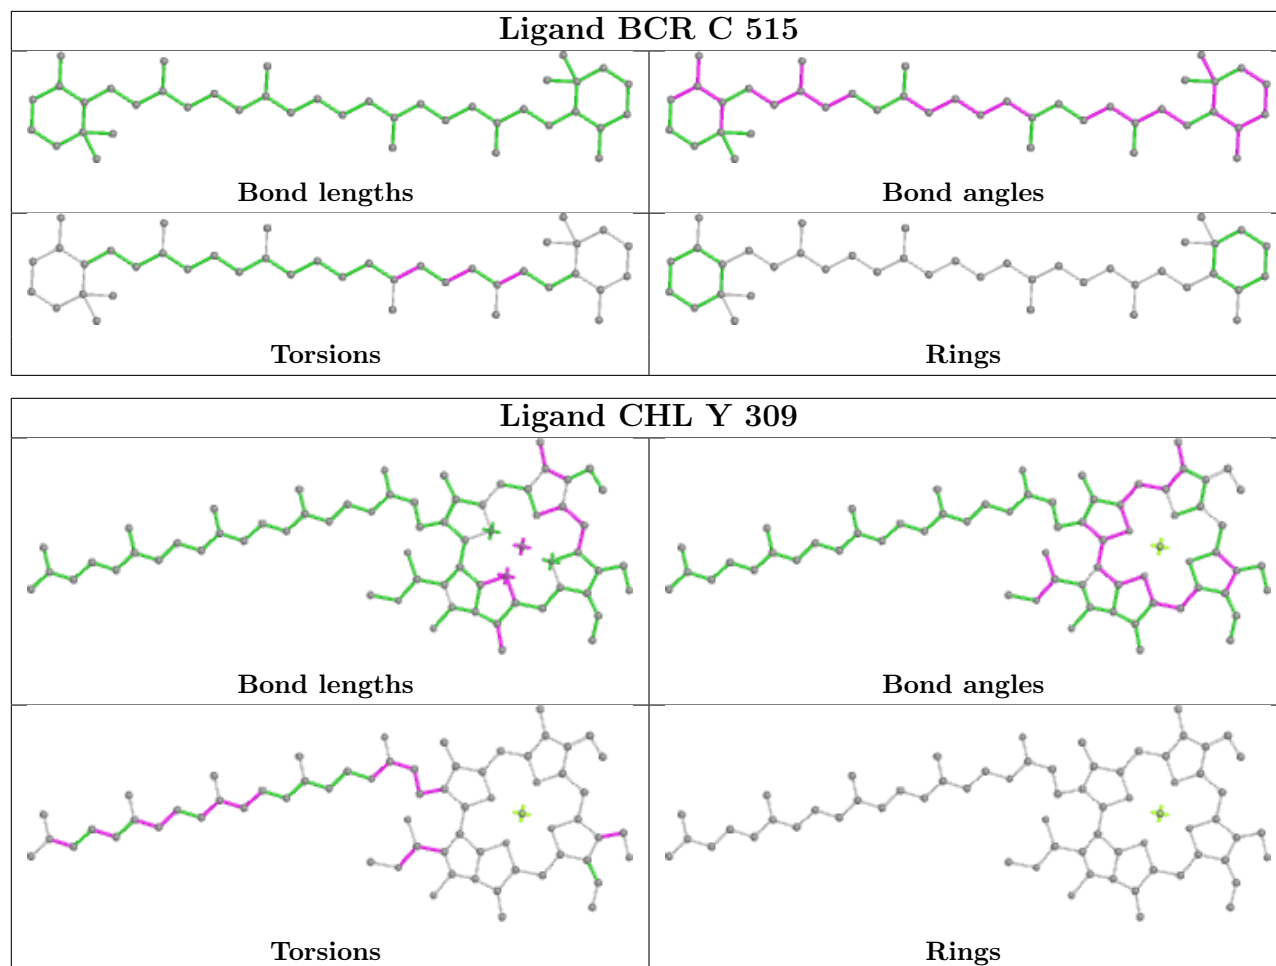 Ligand BCR C 515
Bond lengths
Bond angles
Torsions
Rings
Ligand CHL Y 309
Bond lengths
Bond angles
Torsions
Rings